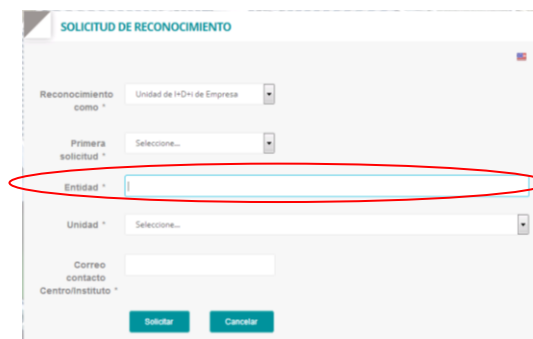 SOLICITUD DE RECONOCIMIENTO
Reconocimiento
como *
Unidad de I+D+i de Empresa
Primera
solicitud *
Seleccione...
Entidad *
Unidad *
Seleccione...
Correo
contacto
Centro/Instituto *
Solicitar
Cancelar